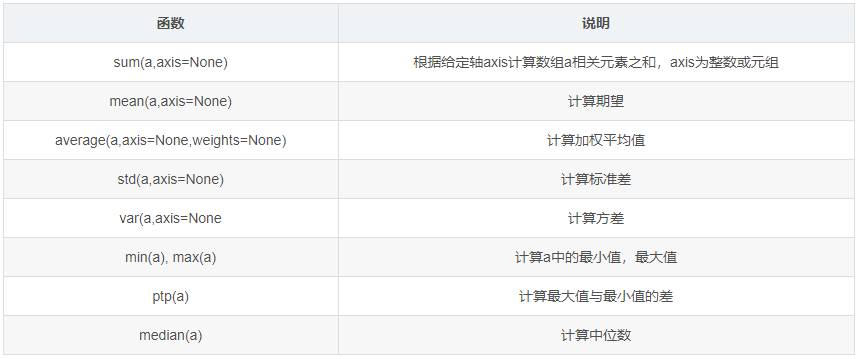 函数 说明
sum(a,axis=None) 根据给定轴axis计算数组a相关元素之和，axis为整数或元组
mean(a,axis=None) 计算期望
average(a,axis=None,weights=None) 计算加权平均值
std(a,axis=None) 计算标准差
var(a,axis=None 计算方差
min(a), max(a) 计算a中的最小值，最大值
ptp(a) 计算最大值与最小值的差
median(a) 计算中位数